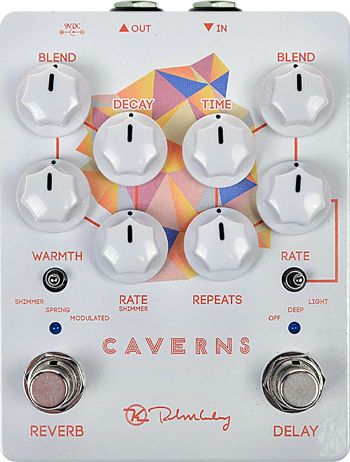 9VDC
▲OUT ▼IN
BLEND BLEND
DECAY TIME
WARMTH RATE
RATE REPEATS
SHIMMER
SHIMMER SPRING MODULATED
OFF DEEP LIGHT
CAVERNS
REVERB DELAY